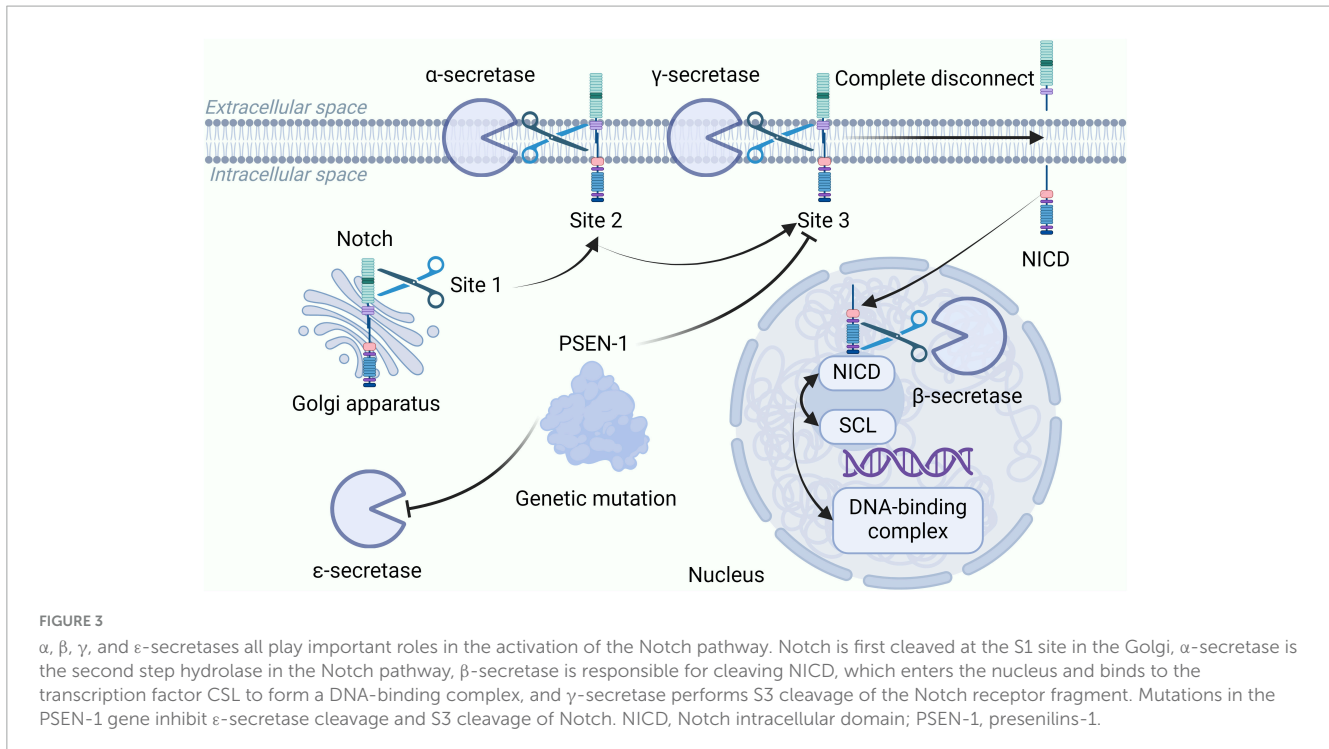 α-secretase
γ-secretase
Complete disconnect
Extracellular space
Intracellular space
Site 2
Site 3
Notch
NICD
Site 1
PSEN-1
NICD
Golgi apparatus
β-secretase
SCL
Genetic mutation
DNA-binding
complex
ε-secretase
Nucleus
FIGURE 3
α, β, γ, and ε-secretases all play important roles in the activation of the Notch pathway. Notch is first cleaved at the S1 site in the Golgi, α-secretase is
the second step hydrolase in the Notch pathway, β-secretase is responsible for cleaving NICD, which enters the nucleus and binds to the
transcription factor CSL to form a DNA-binding complex, and γ-secretase performs S3 cleavage of the Notch receptor fragment. Mutations in the
PSEN-1 gene inhibit ε-secretase cleavage and S3 cleavage of Notch. NICD, Notch intracellular domain; PSEN-1, presenilins-1.